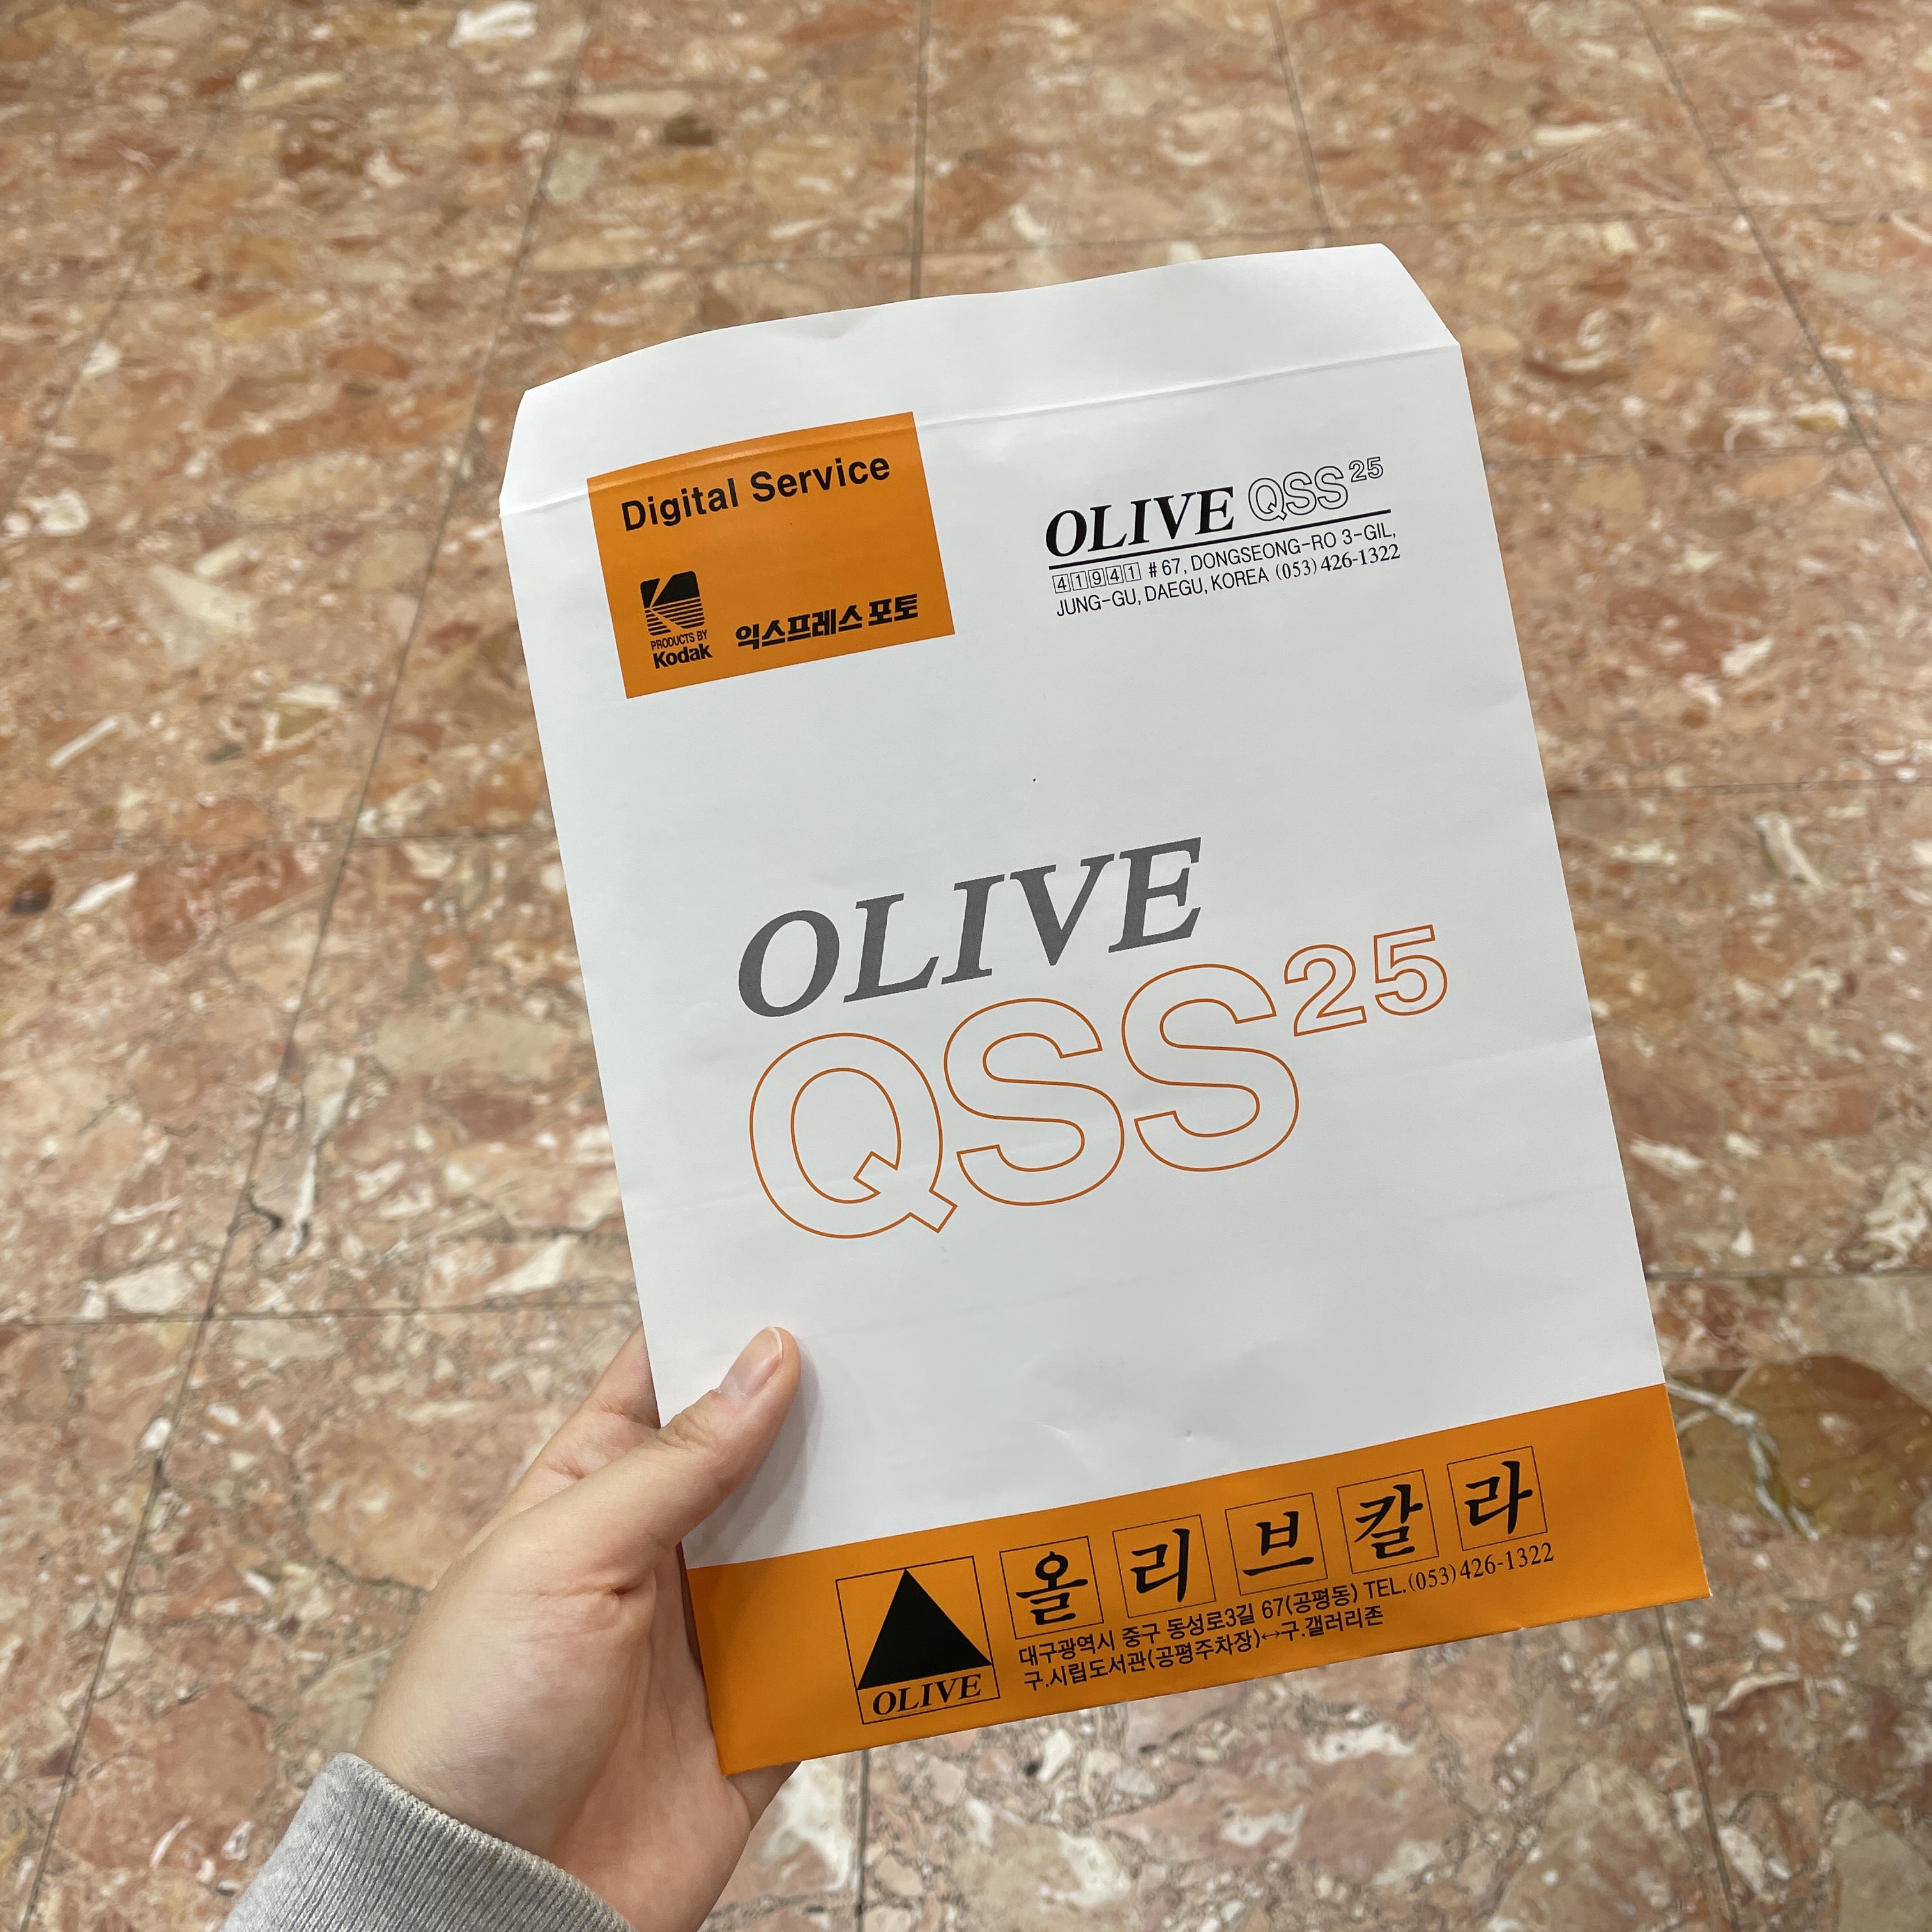 Digital Service
PRODUCTS BY
Kodak
익스프레스 포토
OLIVE QSS25
41941 #67, DONGSEONG-RO 3-GIL,
JUNG-GU, DAEGU, KOREA (053) 426-1322
OLIVE
QSS25
OLIVE
올리브칼라
대구광역시 중구 동성로3길 67(공평동) TEL.(053)426-1322
구.시립도서관(공평주차장)↔구.갤러리존